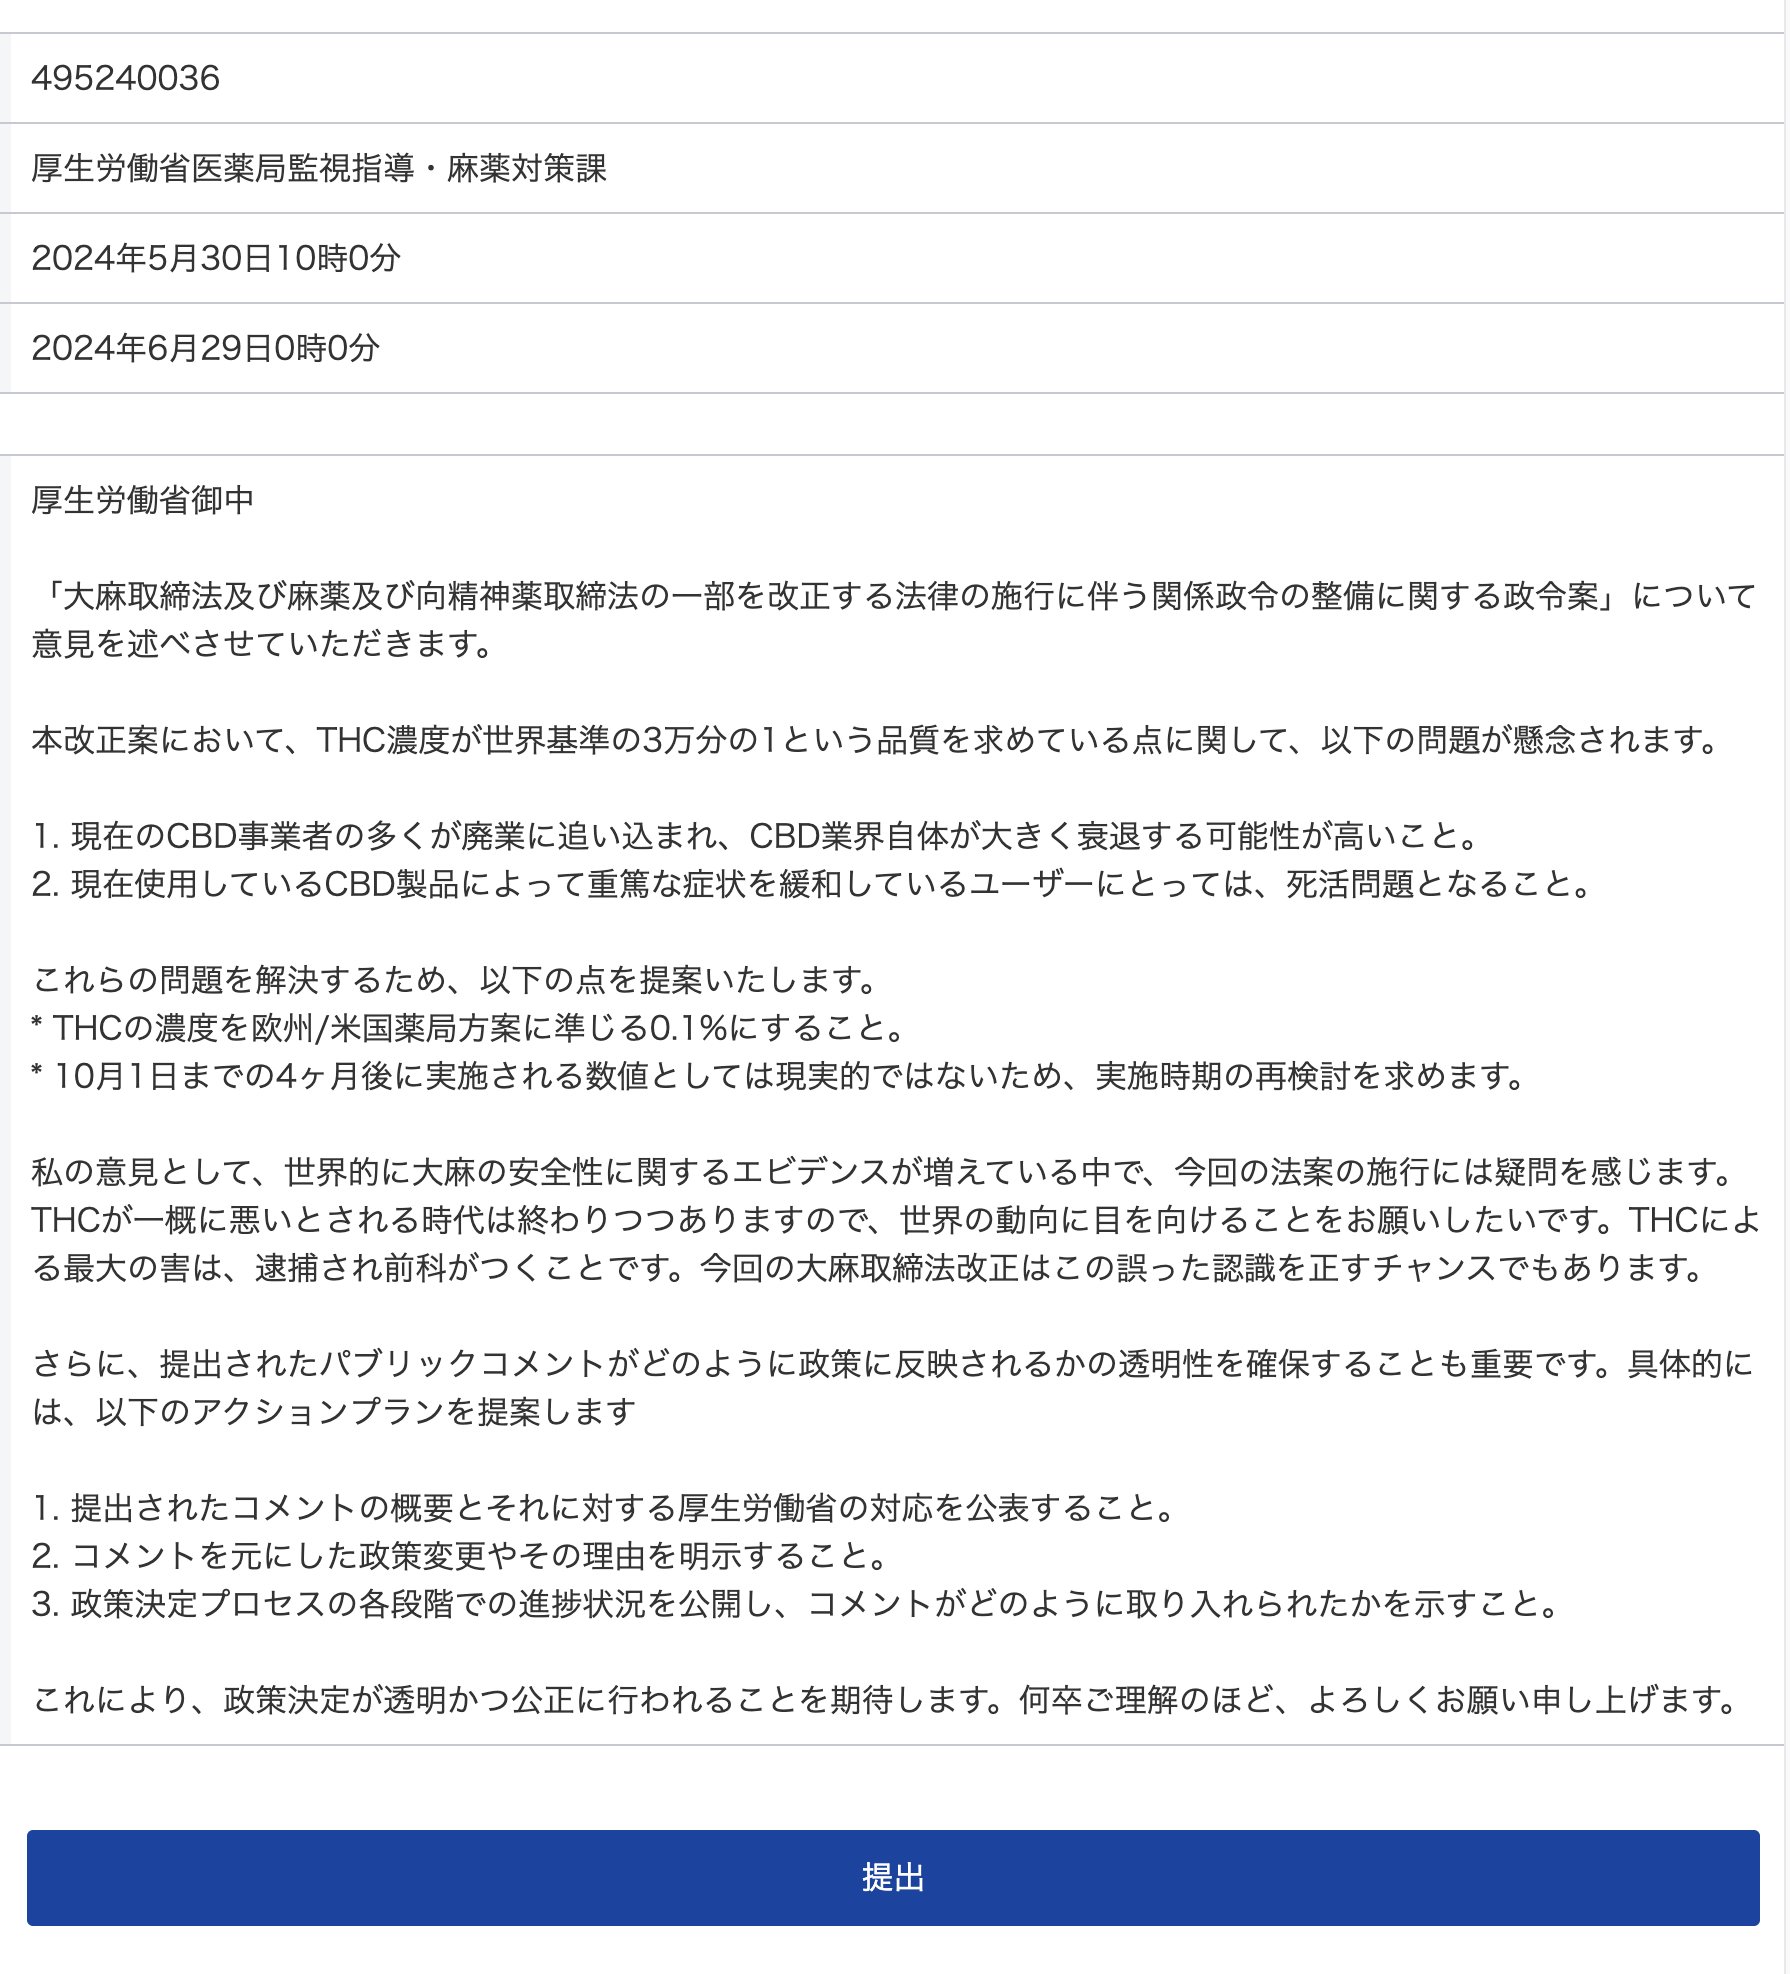 495240036
厚生労働省医薬局監視指導・麻薬対策課
2024年5月30日10時0分
2024年6月29日0時0分
厚生労働省御中
「大麻取締法及び麻薬及び向精神薬取締法の一部を改正する法律の施行に伴う関係政令の整備に関する政令案」について
意見を述べさせていただきます。
本改正案において、THC濃度が世界基準の3万分の1という品質を求めている点に関して、以下の問題が懸念されます。
1. 現在のCBD事業者の多くが廃業に追い込まれ、CBD業界自体が大きく衰退する可能性が高いこと。
2. 現在使用しているCBD製品によって重篤な症状を緩和しているユーザーにとっては、死活問題となること。
これらの問題を解決するため、以下の点を提案いたします。
* THCの濃度を欧州/米国薬局方案に準じる0.1%にすること。
* 10月1日までの4ヶ月後に実施される数値としては現実的ではないため、実施時期の再検討を求めます。
私の意見として、世界的に大麻の安全性に関するエビデンスが増えている中で、今回の法案の施行には疑問を感じます。
THCが一概に悪いとされる時代は終わりつつありますので、世界の動向に目を向けることをお願いしたいです。THCによ
る最大の害は、逮捕され前科がつくことです。今回の大麻取締法改正はこの誤った認識を正すチャンスでもあります。
さらに、提出されたパブリックコメントがどのように政策に反映されるかの透明性を確保することも重要です。具体的に
は、以下のアクションプランを提案します
1. 提出されたコメントの概要とそれに対する厚生労働省の対応を公表すること。
2. コメントを元にした政策変更やその理由を明示すること。
3. 政策決定プロセスの各段階での進捗状況を公開し、コメントがどのように取り入れられたかを示すこと。
これにより、政策決定が透明かつ公正に行われることを期待します。何卒ご理解のほど、よろしくお願い申し上げます。
提出